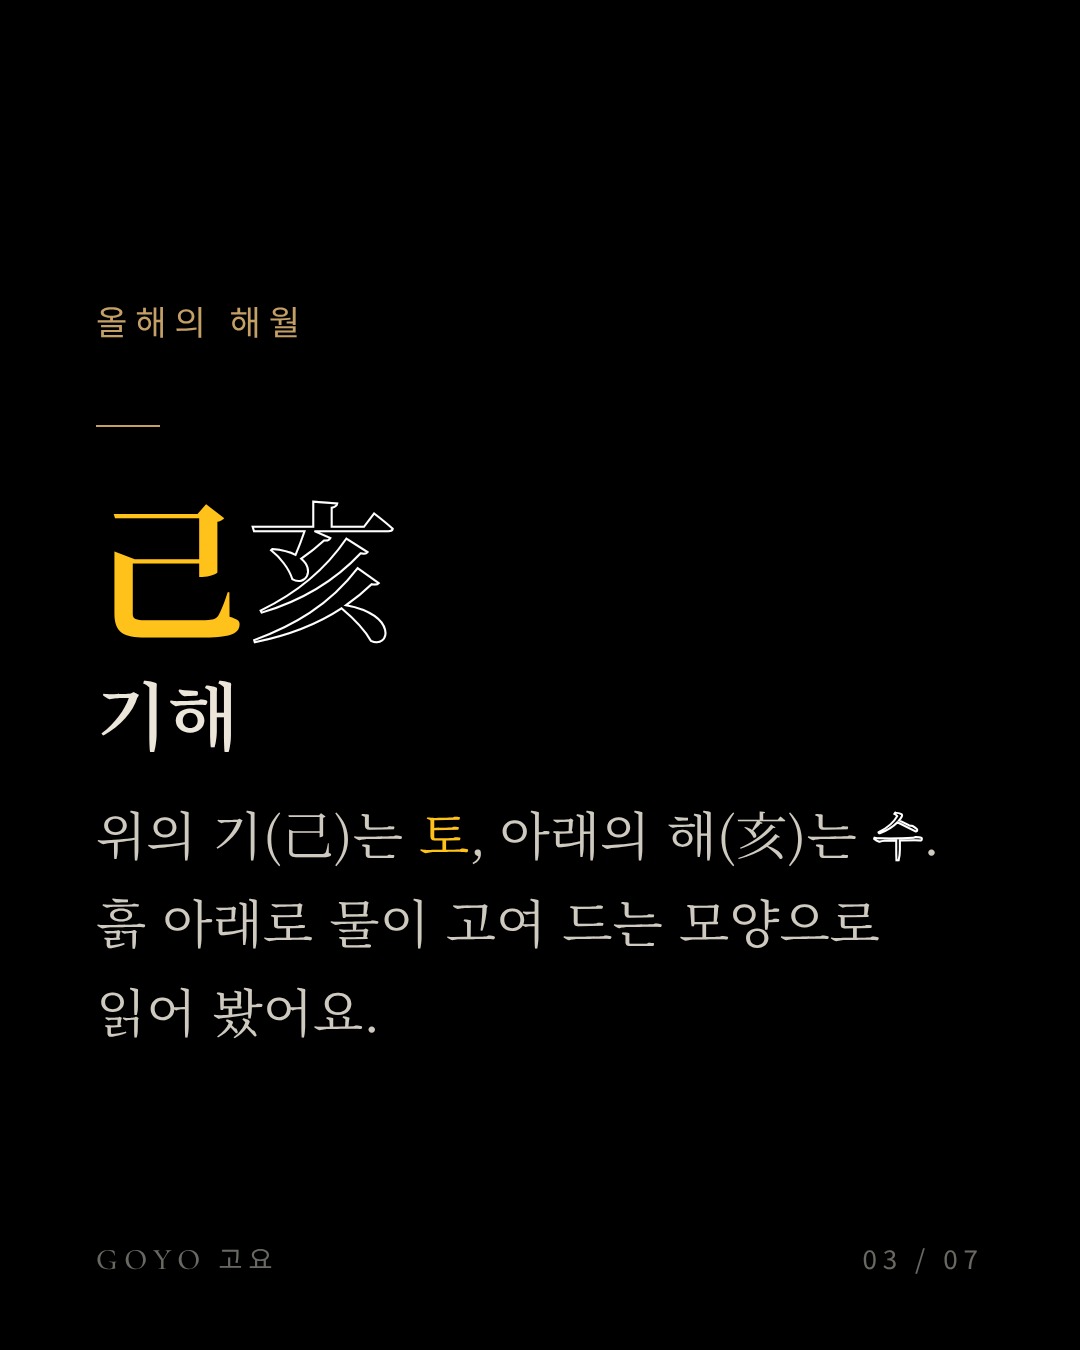 올해의 해월
己亥
기해
위의 기(己)는 토, 아래의 해(亥)는 수.
흙 아래로 물이 고여 드는 모양으로
읽어 봤어요.
GOYO 고요
03 / 07